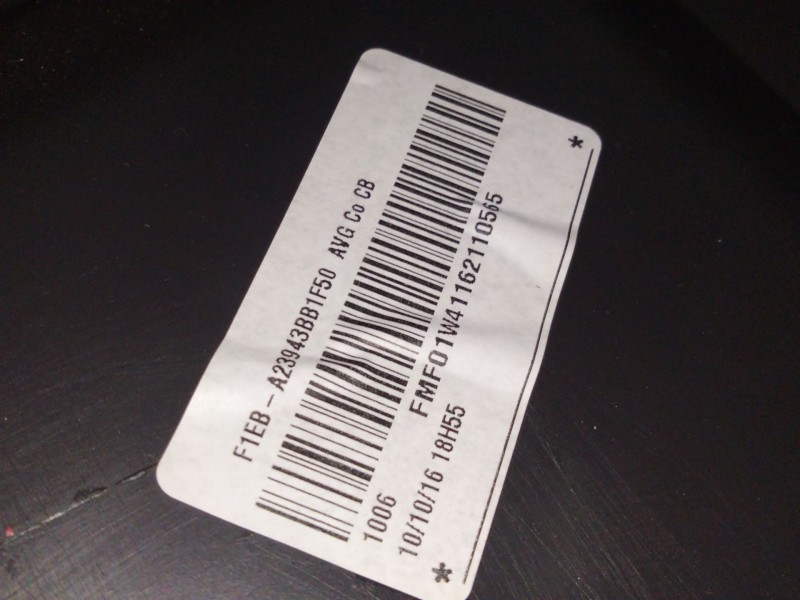 F1EB - A23943BB1F50 AVG Co CB
FMF01W41162110565
1006
10/10/16 18H55
*
*